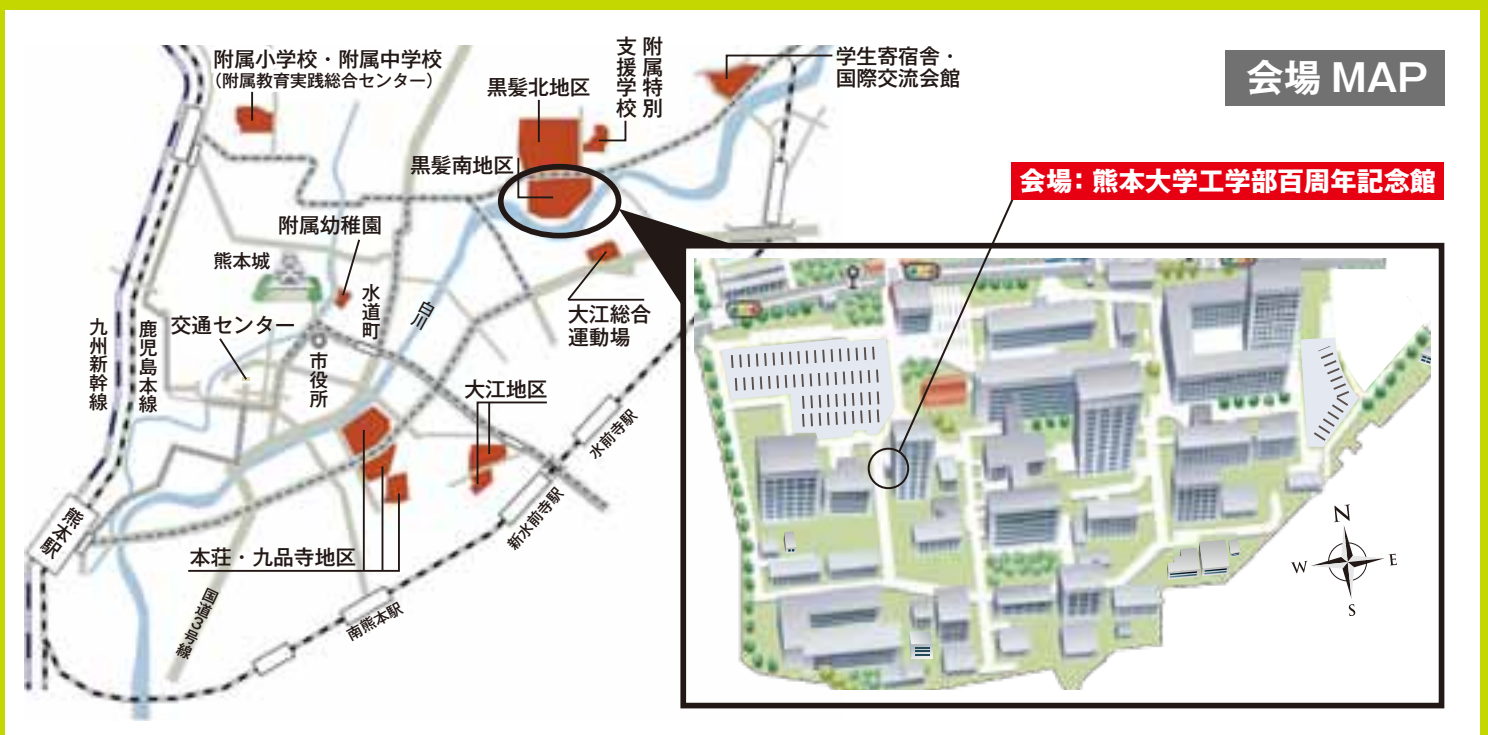 会場 MAP
附属小学校・附属中学校
（附属教育実践総合センター）
黒髪北地区
附属特別
支援学校
学生寄宿舎・
国際交流会館
黒髪南地区
会場: 熊本大学工学部百周年記念館
附属幼稚園
熊本城
水道町
白川
大江総合
運動場
九州新幹線
鹿児島本線
交通センター
市役所
大江地区
水前寺駅
新水前寺駅
熊本駅
本荘・九品寺地区
国道3号線
南熊本駅
N
W
E
S